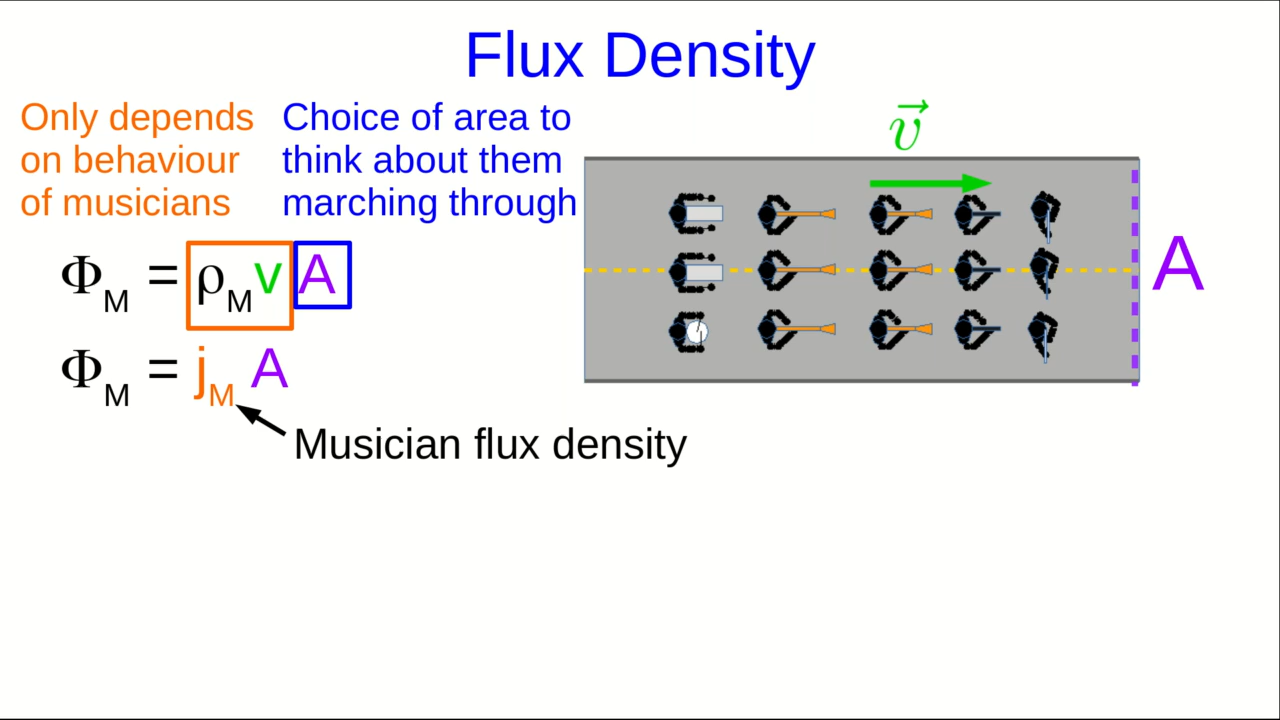 Flux Density
Only depends
on behaviour
of musicians
Choice of area to
think about them
marching through
v⃗
A
Φ_M = ρ_M v A
Φ_M = j_M A
Musician flux density